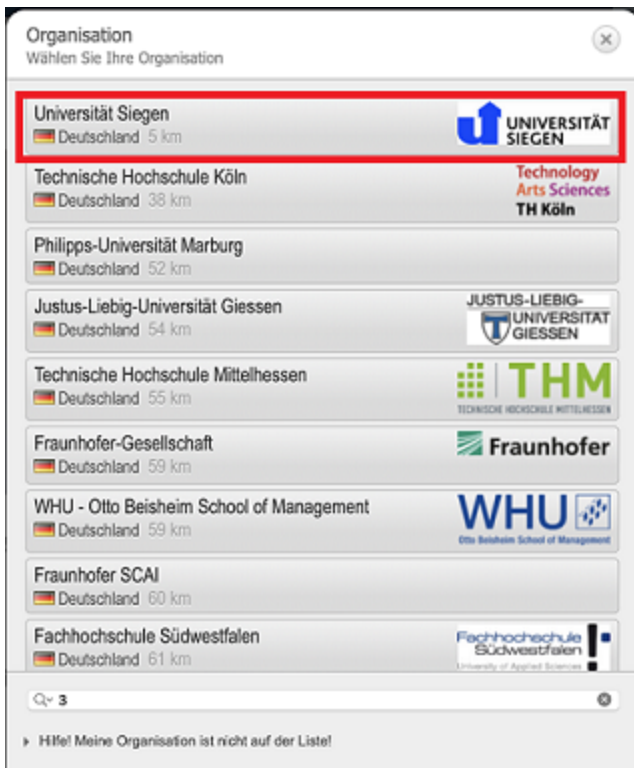 Organisation
Wählen Sie Ihre Organisation
Universität Siegen
Deutschland 5 km
UNIVERSITÄT
SIEGEN
Technische Hochschule Köln
Deutschland 38 km
Technology
Arts Sciences
TH Köln
Philipps-Universität Marburg
Deutschland 52 km
Justus-Liebig-Universität Giessen
Deutschland 54 km
JUSTUS-LIEBIG-
UNIVERSITÄT
GIESSEN
Technische Hochschule Mittelhessen
Deutschland 55 km
THM
TECHNISCHE HOCHSCHULE MITTELHESSEN
Fraunhofer-Gesellschaft
Deutschland 59 km
Fraunhofer
WHU - Otto Beisheim School of Management
Deutschland 59 km
WHU
Otto Beisheim School of Management
Fraunhofer SCAI
Deutschland 60 km
Fachhochschule Südwestfalen
Deutschland 61 km
Fachhochschule
Südwestfalen
University of Applied Sciences
3
Hilfe! Meine Organisation ist nicht auf der Liste!